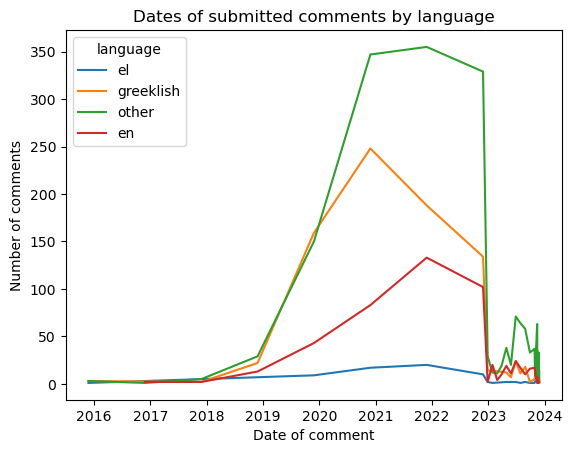 Dates of submitted comments by language
language
el
greeklish
other
en
Number of comments
350
300
250
200
150
100
50
0
2016 2017 2018 2019 2020 2021 2022 2023 2024
Date of comment